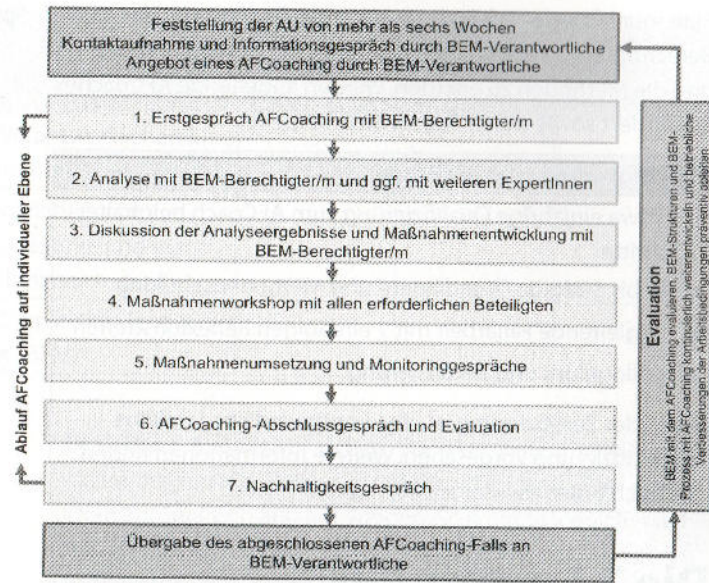 Feststellung der AU von mehr als sechs Wochen
Kontaktaufnahme und Informationsgespräch durch BEM-Verantwortliche
Angebot eines AFCoaching durch BEM-Verantwortliche
1. Erstgespräch AFCoaching mit BEM-Berechtigter/m
2. Analyse mit BEM-Berechtigter/m und ggf. mit weiteren ExpertInnen
3. Diskussion der Analyseergebnisse und Maßnahmenentwicklung mit
BEM-Berechtigter/m
4. Maßnahmenworkshop mit allen erforderlichen Beteiligten
5. Maßnahmenumsetzung und Monitoringgespräche
6. AFCoaching-Abschlussgespräch und Evaluation
7. Nachhaltigkeitsgespräch
Übergabe des abgeschlossenen AFCoaching-Falls an
BEM-Verantwortliche
Ablauf AFCoaching auf individueller Ebene
Evaluation
BEM mit dem AFCoaching evaluieren, BEM-Strukturen und BEM-
Prozess mit AFCoaching kontinuierlich weiterentwickeln und betriebliche
Verbesserungen der Arbeitsbedingungen präventiv ableiten